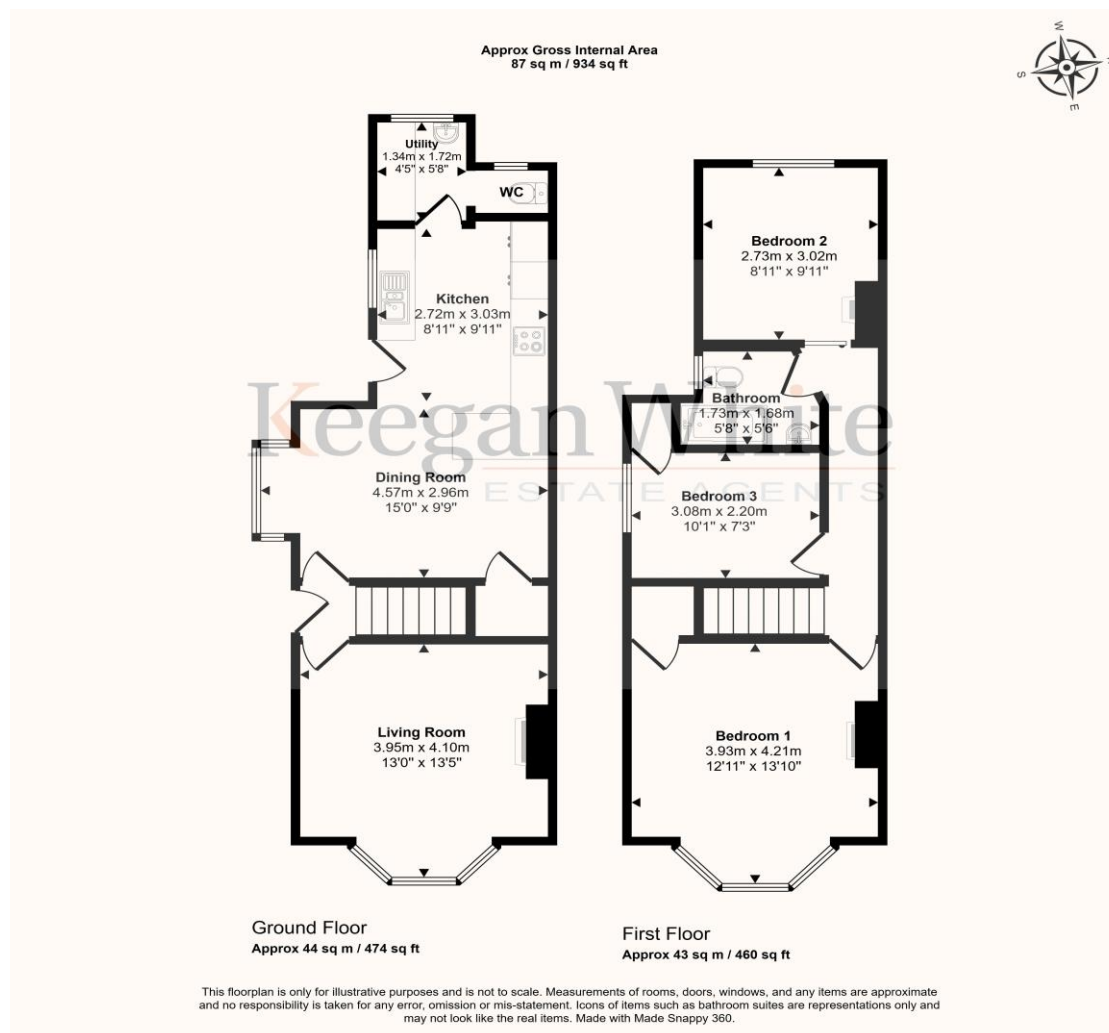 Approx Gross Internal Area
87 sq m / 934 sq ft
W
S
E
Utility
1.34m x 1.72m
4'5" x 5'8"
WC
Kitchen
2.72m x 3.03m
8'11" x 9'11"
Dining Room
4.57m x 2.96m
15'0" x 9'9"
Living Room
3.95m x 4.10m
13'0" x 13'5"
Ground Floor
Approx 44 sq m / 474 sq ft
Bedroom 2
2.73m x 3.02m
8'11" x 9'11"
Bathroom
1.73m x 1.68m
5'8" x 5'6"
Bedroom 3
3.08m x 2.20m
10'1" x 7'3"
Bedroom 1
3.93m x 4.21m
12'11" x 13'10"
First Floor
Approx 43 sq m / 460 sq ft
Keegan White
ESTATE AGENTS
This floorplan is only for illustrative purposes and is not to scale. Measurements of rooms, doors, windows, and any items are approximate
and no responsibility is taken for any error, omission or mis-statement. Icons of items such as bathroom suites are representations only and
may not look like the real items. Made with Made Snappy 360.